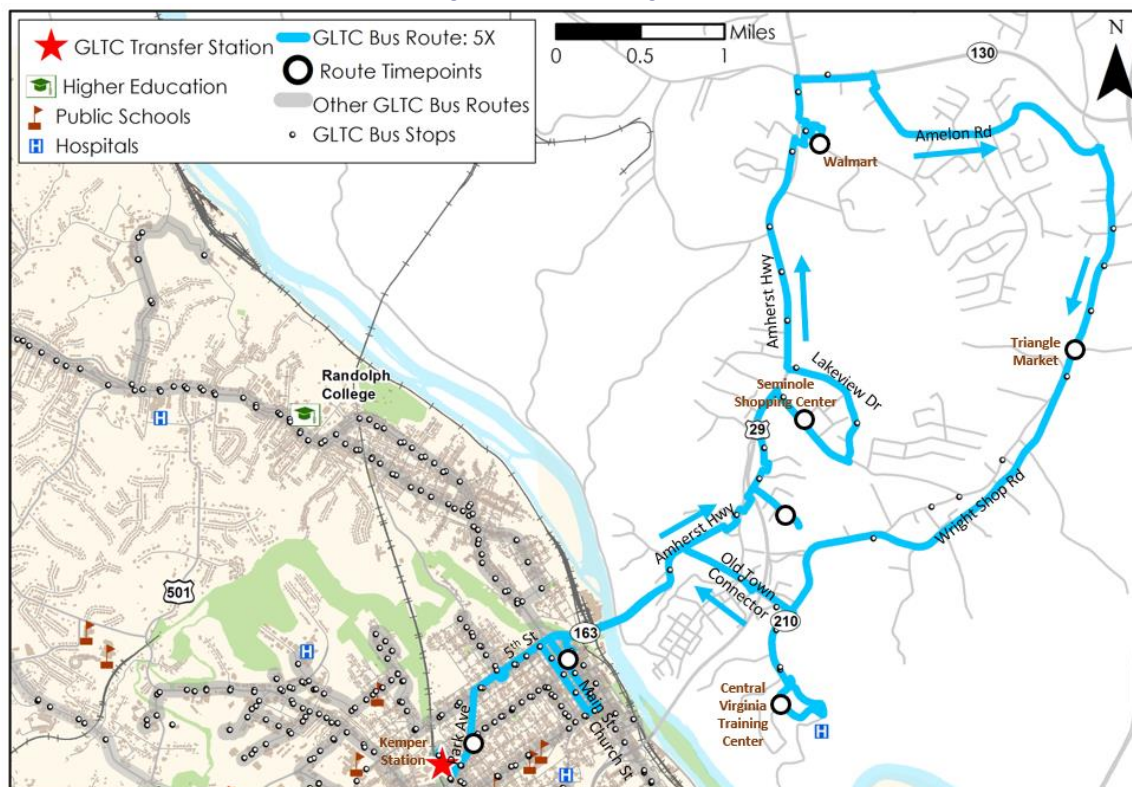 GLTC Transfer Station
Higher Education
Public Schools
H Hospitals
GLTC Bus Route: 5X
Route Timepoints
Other GLTC Bus Routes
GLTC Bus Stops
Miles
0 0.5 1
N
130
Amelon Rd
Walmart
Amherst Hwy
Triangle
Market
Lakeview Dr
Seminole
Shopping Center
29
Randolph
College
H
Wright Shop Rd
Amherst Hwy
Old Town
Connector
210
501
163
5th St
H
Main St
Church St
Park Ave
Kemper
Station
Central
Virginia
Training
Center
H
H